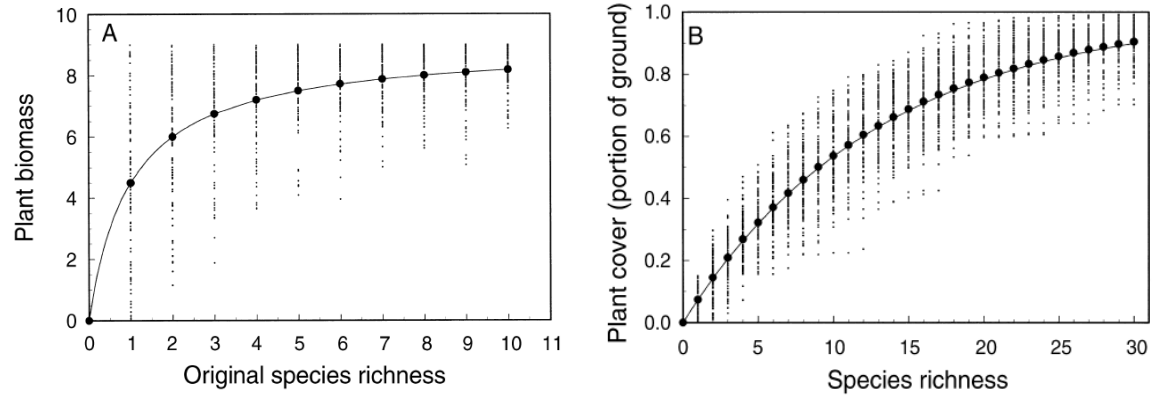 A
Plant biomass
10
8
6
4
2
0
0 1 2 3 4 5 6 7 8 9 10 11
Original species richness
B
Plant cover (portion of ground)
1.0
0.8
0.6
0.4
0.2
0.0
0 5 10 15 20 25 30
Species richness